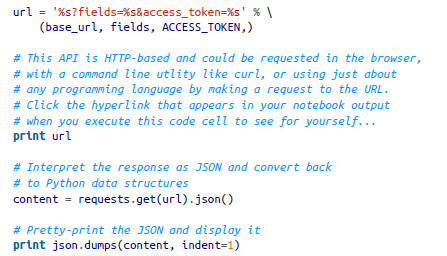 url = '%s?fields=%s&access_token=%s' % \
    (base_url, fields, ACCESS_TOKEN,)
# This API is HTTP-based and could be requested in the browser,
# with a command line utlity like curl, or using just about
# any programming language by making a request to the URL.
# Click the hyperlink that appears in your notebook output
# when you execute this code cell to see for yourself...
print url
# Interpret the response as JSON and convert back
# to Python data structures
content = requests.get(url).json()
# Pretty-print the JSON and display it
print json.dumps(content, indent=1)